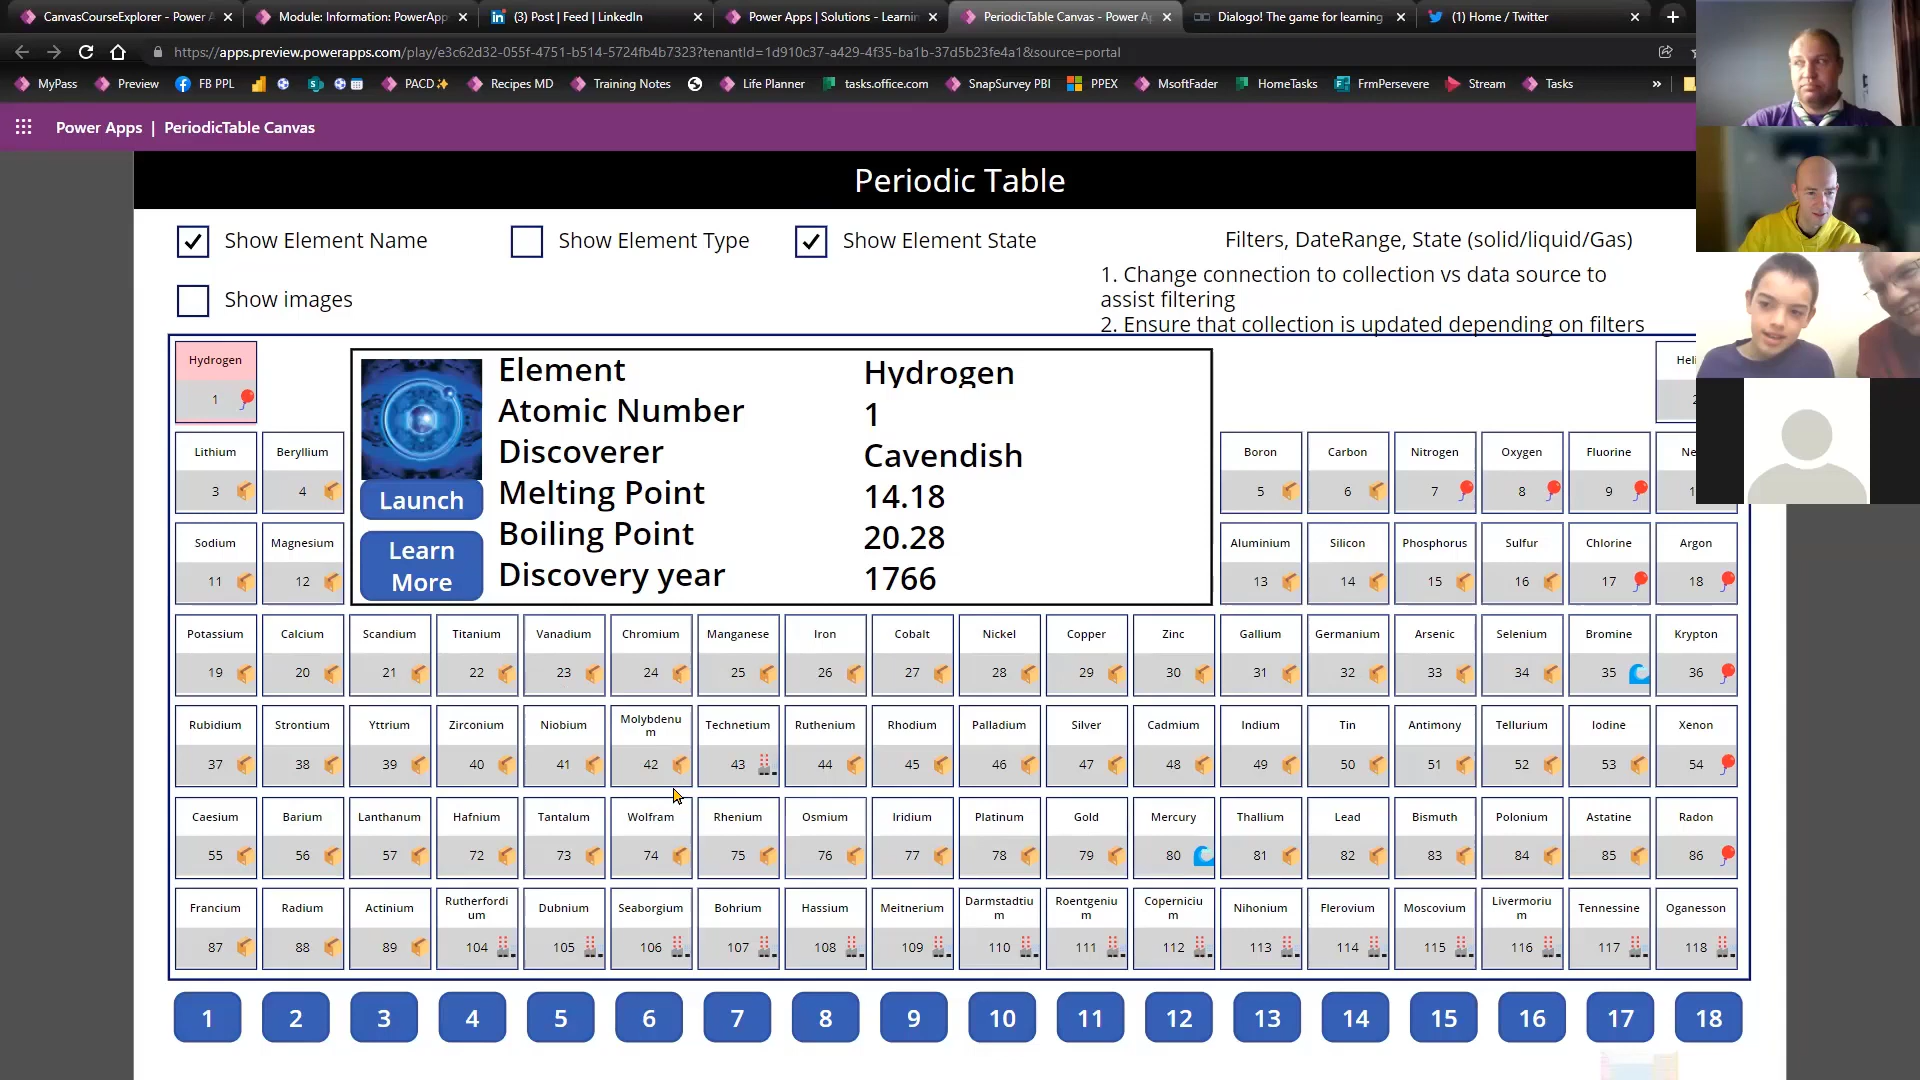 CanvasCourseExplorer - Power A
Module: Information: PowerApp
(3) Post | Feed | LinkedIn
Power Apps | Solutions - Learnin
PeriodicTable Canvas - Power A
Dialogo! The game for learning
(1) Home / Twitter
https://apps.preview.powerapps.com/play/e3c62d32-055f-4751-b514-5724fb4b7323?tenantId=1d910c37-a429-4f35-ba1b-37d5b23fe4a1&source=portal
MyPass Preview FB PPL PACD Recipes MD Training Notes Life Planner tasks.office.com SnapSurvey PBI PPEX MsoftFader HomeTasks FrmPersevere Stream Tasks »
Power Apps | PeriodicTable Canvas
Periodic Table
Show Element Name Show Element Type Show Element State
Show images
Filters, DateRange, State (solid/liquid/Gas)
1. Change connection to collection vs data source to
assist filtering
2. Ensure that collection is updated depending on filters
Hydrogen Heli
1 2
Element Hydrogen
Atomic Number 1
Discoverer Cavendish
Melting Point 14.18
Boiling Point 20.28
Discovery year 1766
Launch
Learn
More
Lithium Beryllium Boron Carbon Nitrogen Oxygen Fluorine Ne
3 4 5 6 7 8 9 1
Sodium Magnesium Aluminium Silicon Phosphorus Sulfur Chlorine Argon
11 12 13 14 15 16 17 18
Potassium Calcium Scandium Titanium Vanadium Chromium Manganese Iron Cobalt Nickel Copper Zinc Gallium Germanium Arsenic Selenium Bromine Krypton
19 20 21 22 23 24 25 26 27 28 29 30 31 32 33 34 35 36
Rubidium Strontium Yttrium Zirconium Niobium Molybdenu
m Technetium Ruthenium Rhodium Palladium Silver Cadmium Indium Tin Antimony Tellurium Iodine Xenon
37 38 39 40 41 42 43 44 45 46 47 48 49 50 51 52 53 54
Caesium Barium Lanthanum Hafnium Tantalum Wolfram Rhenium Osmium Iridium Platinum Gold Mercury Thallium Lead Bismuth Polonium Astatine Radon
55 56 57 72 73 74 75 76 77 78 79 80 81 82 83 84 85 86
Francium Radium Actinium Rutherfordi
um Dubnium Seaborgium Bohrium Hassium Meitnerium Darmstadtiu
m Roentgeniu
m Coperniciu
m Nihonium Flerovium Moscovium Livermoriu
m Tennessine Oganesson
87 88 89 104 105 106 107 108 109 110 111 112 113 114 115 116 117 118
1 2 3 4 5 6 7 8 9 10 11 12 13 14 15 16 17 18